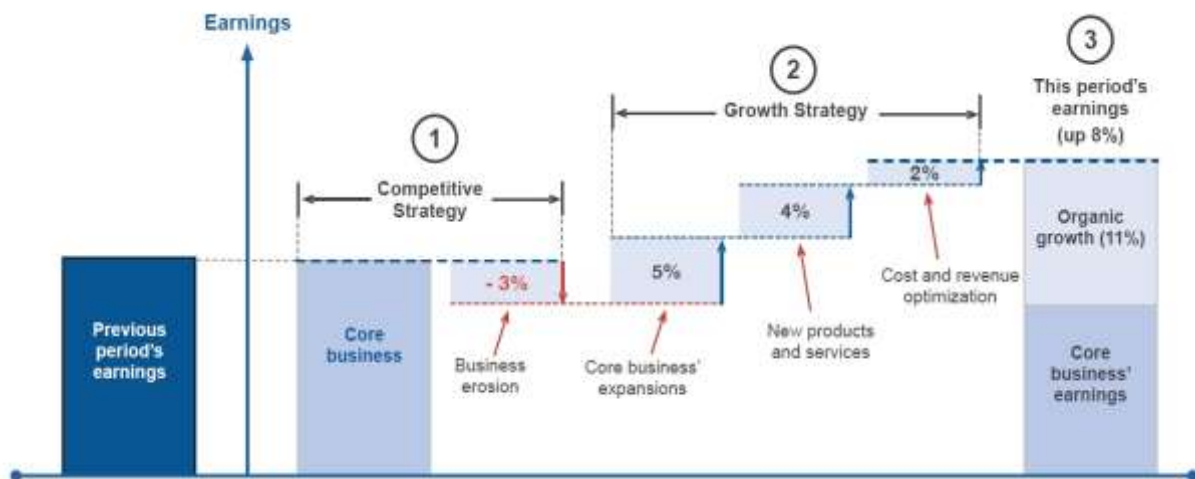 Earnings
1
Competitive
Strategy
2
Growth Strategy
3
This period's
earnings
(up 8%)
Previous
period's
earnings
Core
business
- 3%
Business
erosion
5%
Core business'
expansions
4%
New products
and services
2%
Cost and revenue
optimization
Organic
growth (11%)
Core
business'
earnings